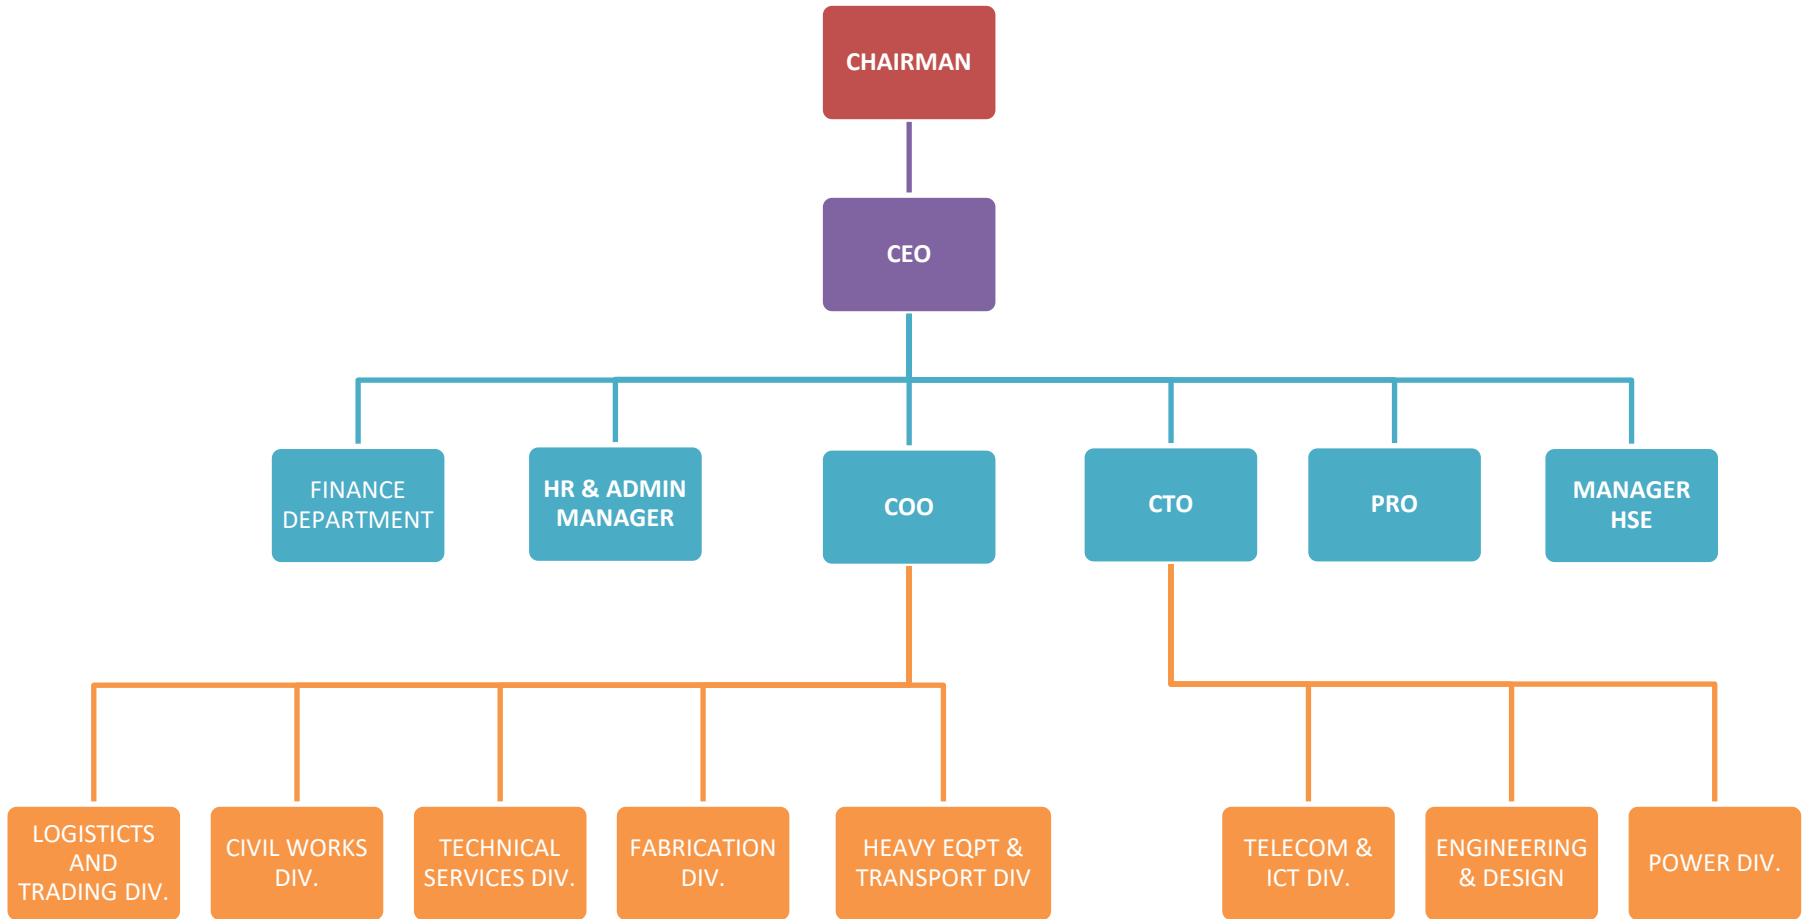 CHAIRMAN
CEO
FINANCE
DEPARTMENT
HR & ADMIN
MANAGER
COO
CTO
PRO
MANAGER
HSE
LOGISTICTS
AND
TRADING DIV.
CIVIL WORKS
DIV.
TECHNICAL
SERVICES DIV.
FABRICATION
DIV.
HEAVY EQPT &
TRANSPORT DIV
TELECOM &
ICT DIV.
ENGINEERING
& DESIGN
POWER DIV.